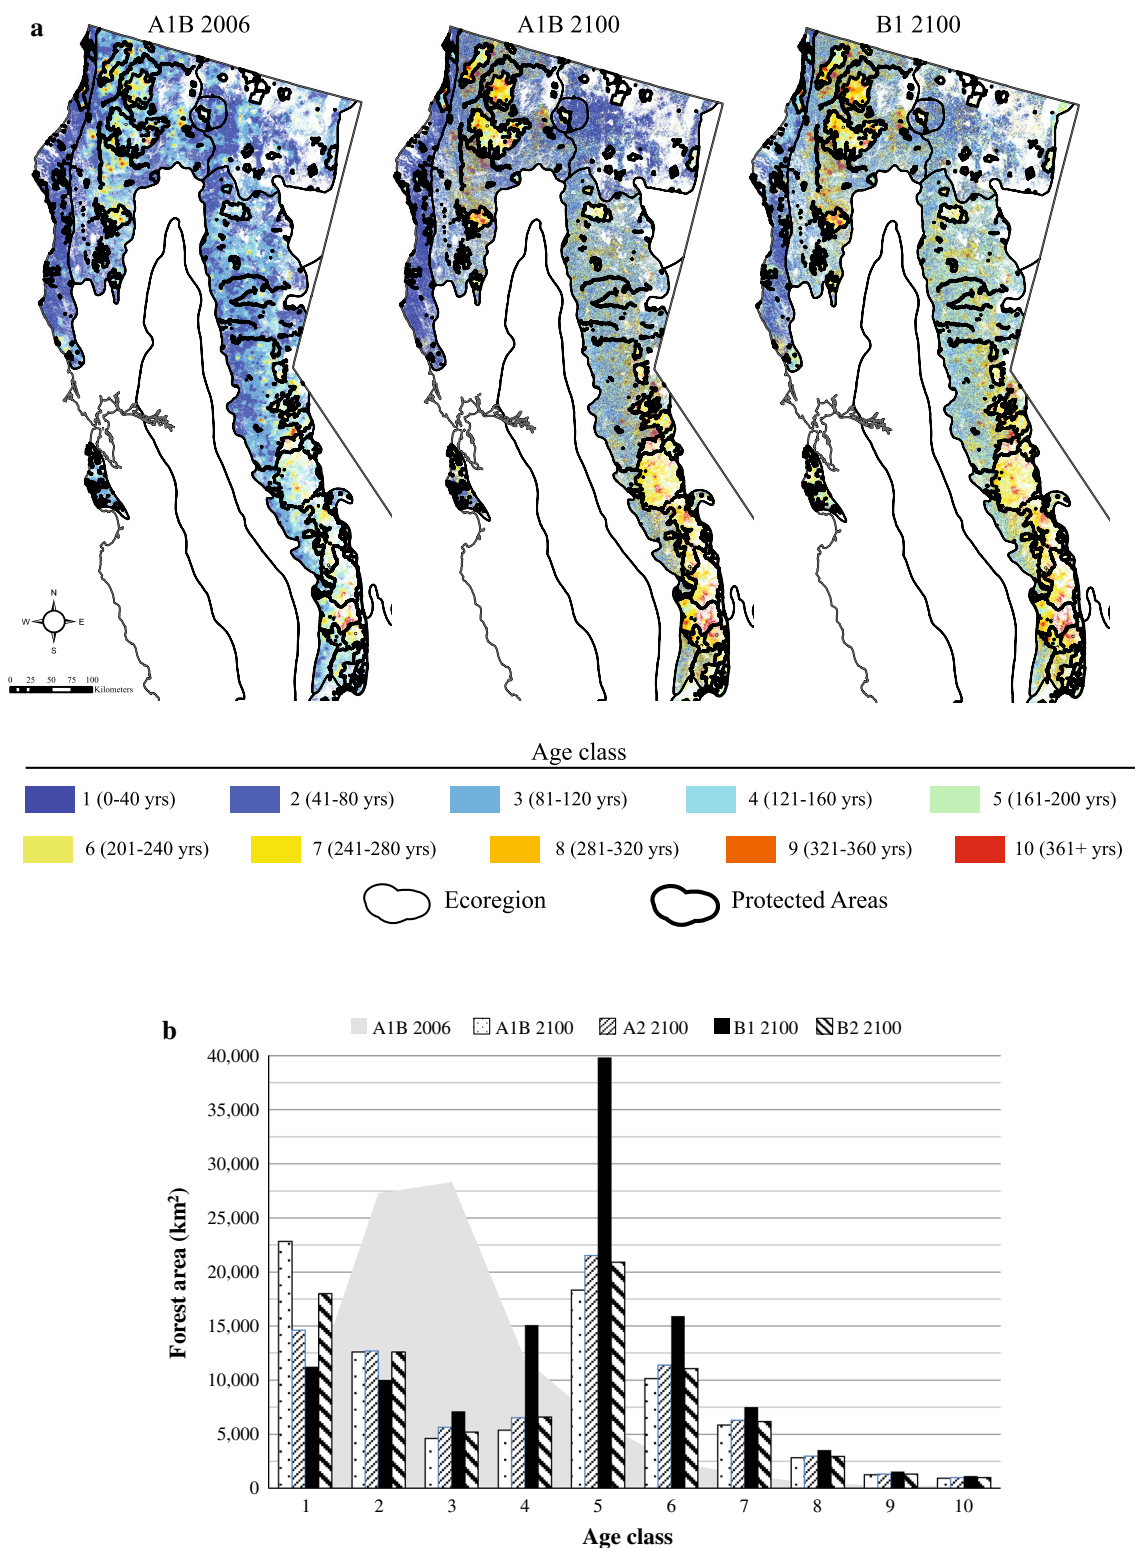 a
A1B 2006
A1B 2100
B1 2100
N
W
E
S
0 25 50 75 100
Kilometers
Age class
1 (0-40 yrs)
2 (41-80 yrs)
3 (81-120 yrs)
4 (121-160 yrs)
5 (161-200 yrs)
6 (201-240 yrs)
7 (241-280 yrs)
8 (281-320 yrs)
9 (321-360 yrs)
10 (361+ yrs)
Ecoregion
Protected Areas
b
A1B 2006
A1B 2100
A2 2100
B1 2100
B2 2100
Forest area (km²)
40,000
35,000
30,000
25,000
20,000
15,000
10,000
5,000
0
1 2 3 4 5 6 7 8 9 10
Age class